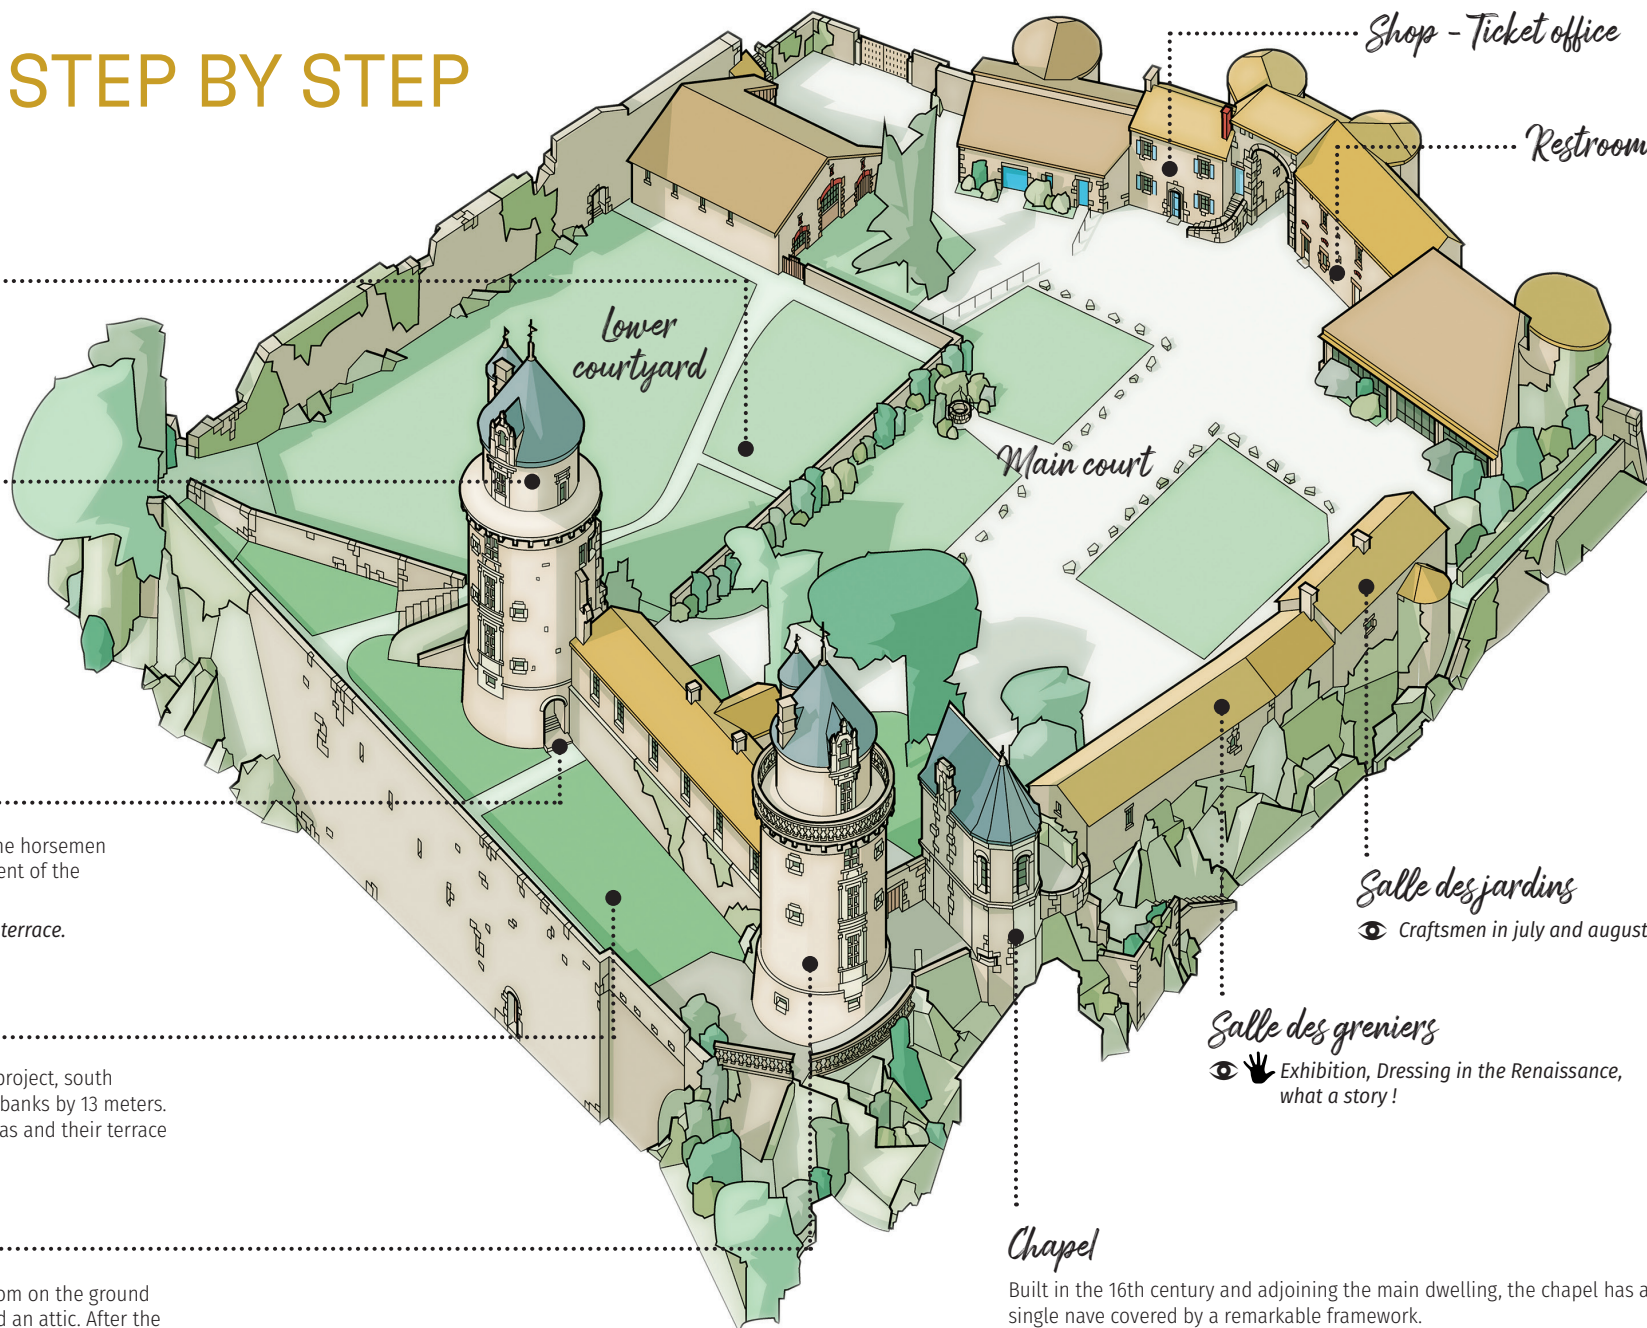 STEP BY STEP
Shop - Ticket office
Restroom
Lower
courtyard
Main court
horsemen
ent of the
terrace.
project, south
banks by 13 meters.
as and their terrace
om on the ground
d an attic. After the
Salle des jardins
Craftsmen in july and august
Salle des greniers
Exhibition, Dressing in the Renaissance,
what a story !
Chapel
Built in the 16th century and adjoining the main dwelling, the chapel has a
single nave covered by a remarkable framework.